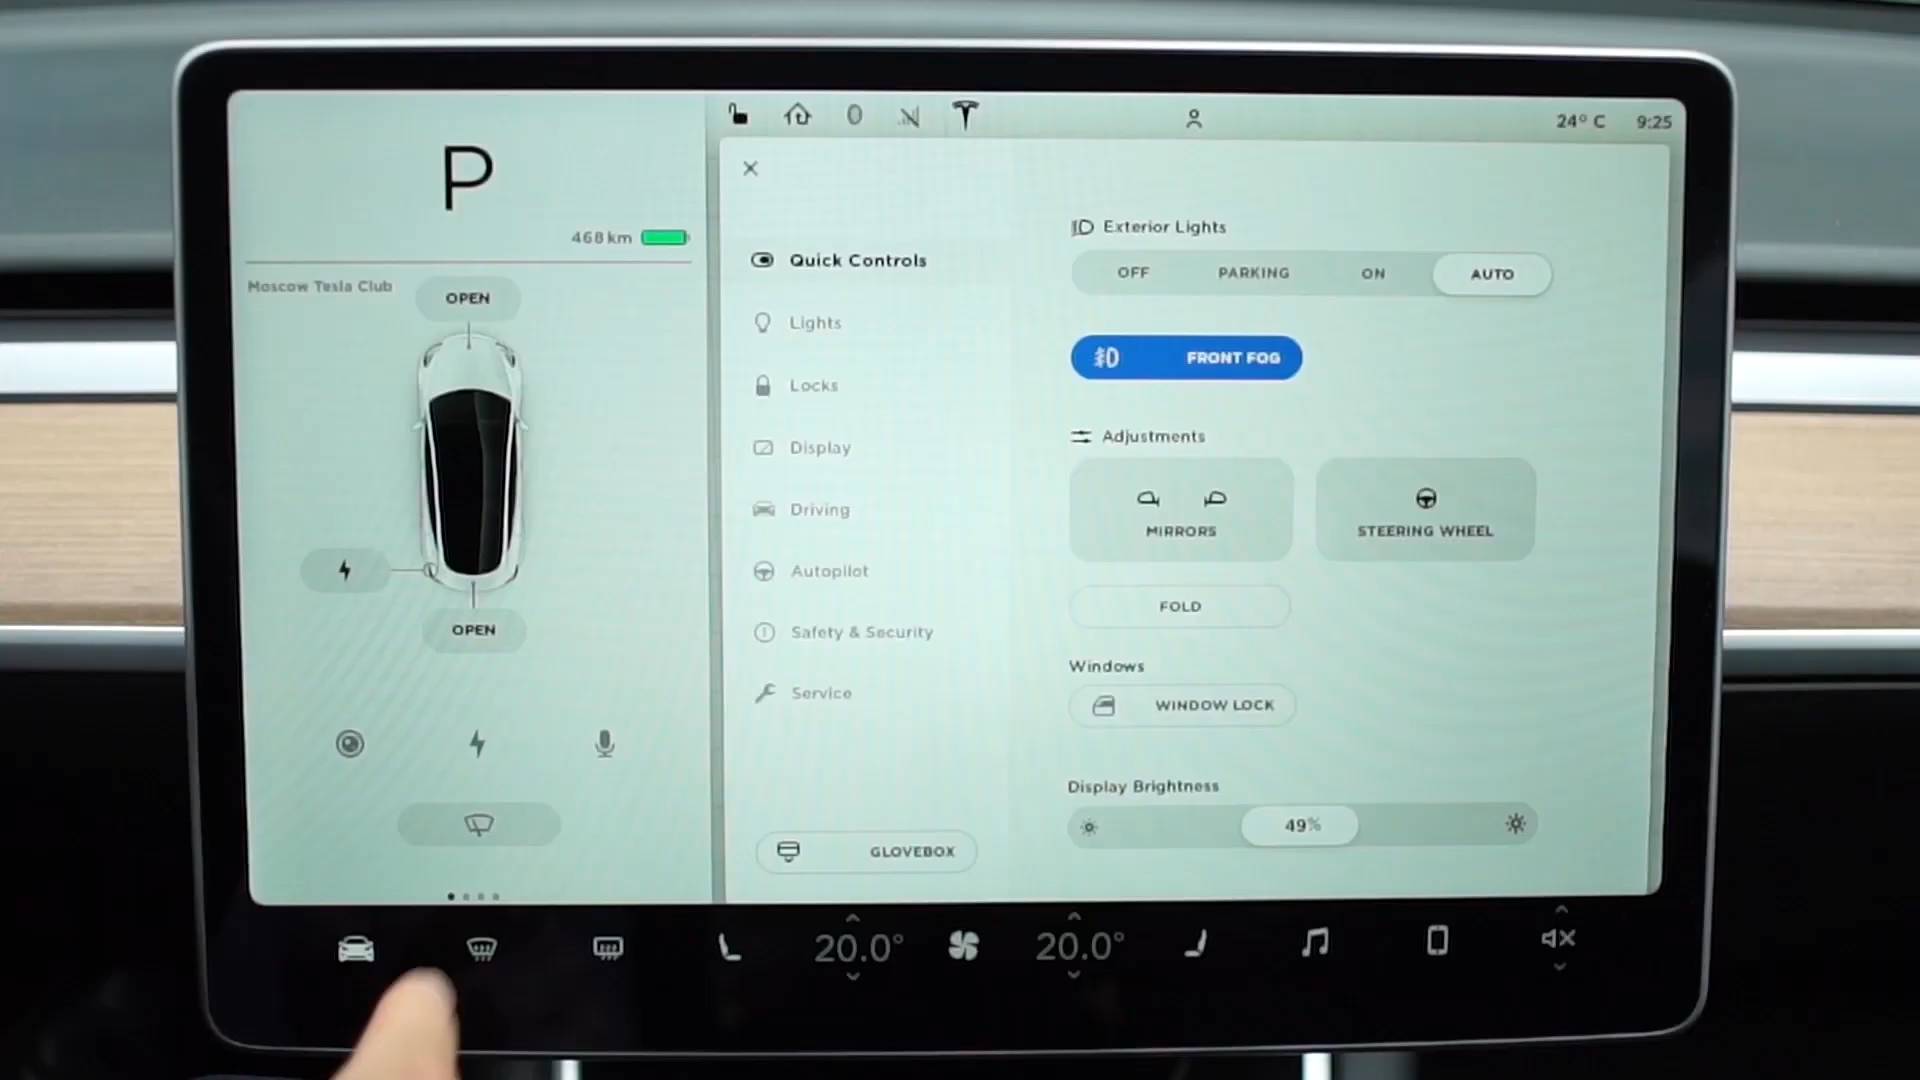 P
468 km
Moscow Tesla Club
OPEN
OPEN
24° C 9:25
Quick Controls
Lights
Locks
Display
Driving
Autopilot
Safety & Security
Service
GLOVEBOX
Exterior Lights
OFF PARKING ON AUTO
FRONT FOG
Adjustments
MIRRORS STEERING WHEEL
FOLD
Windows
WINDOW LOCK
Display Brightness
49%
20.0° 20.0°